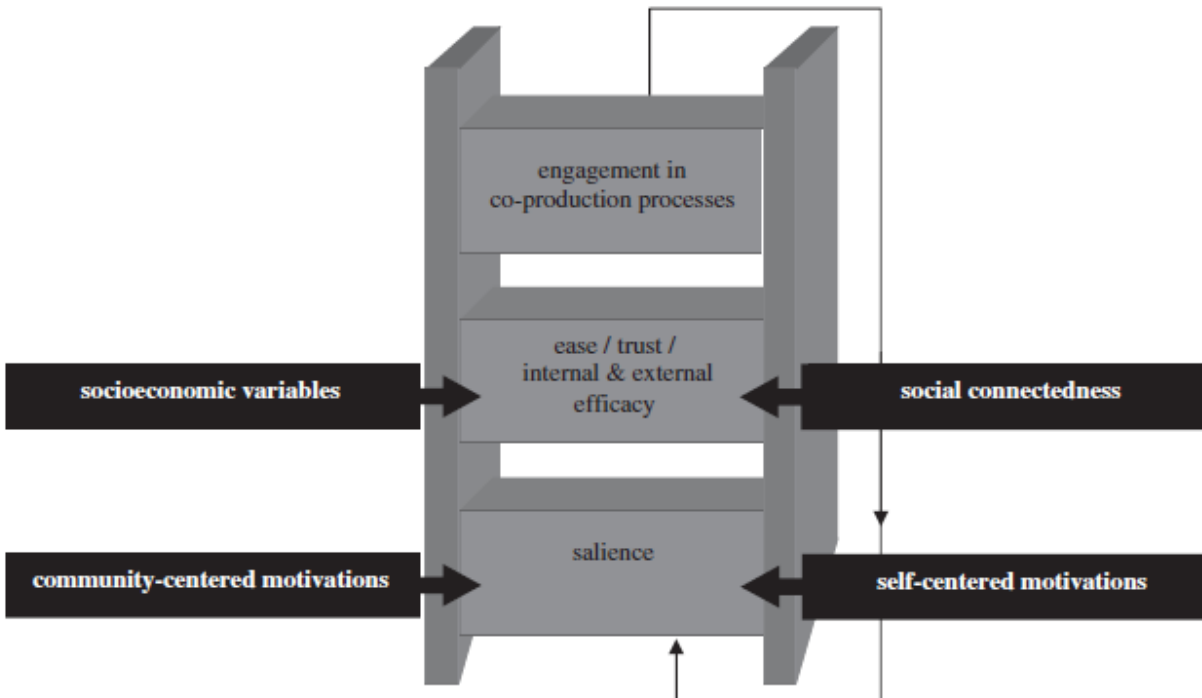 engagement in
co-production processes
ease / trust /
internal & external
efficacy
socioeconomic variables
social connectedness
salience
community-centered motivations
self-centered motivations